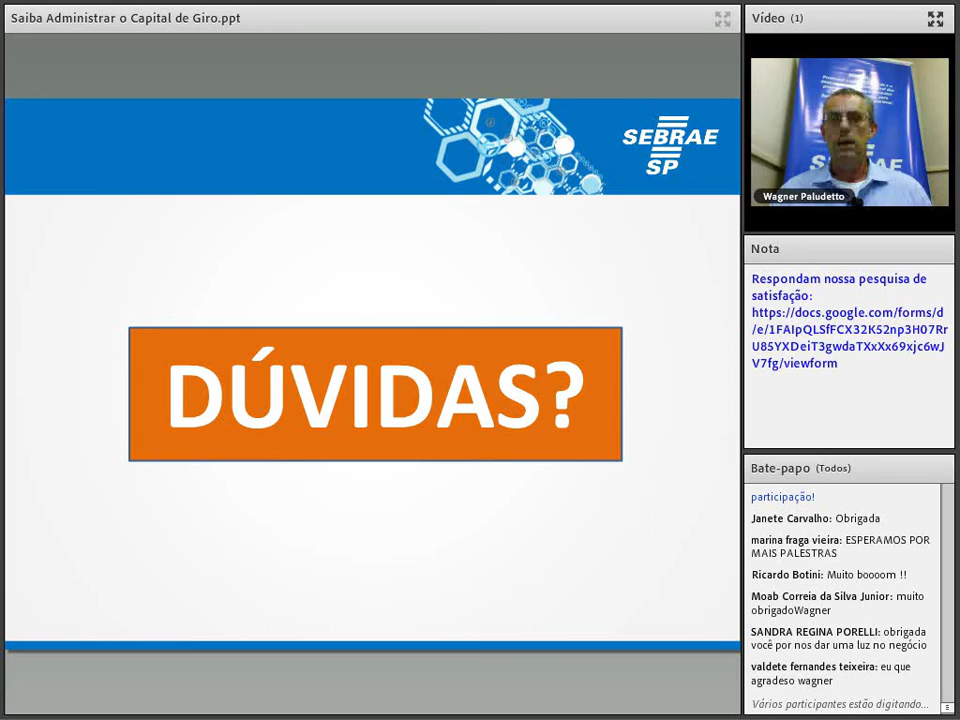 Saiba Administrar o Capital de Giro.ppt
SEBRAE
SP
DÚVIDAS?
Vídeo (1)
Wagner Paludetto
Nota
Respondam nossa pesquisa de
satisfação:
https://docs.google.com/forms/d
/e/1FAIpQLSfFCX32K52np3H07Rr
U85YXDeiT3gwdaTXxXx69xjc6wJ
V7fg/viewform
Bate-papo (Todos)
participação!
Janete Carvalho: Obrigada
marina fraga vieira: ESPERAMOS POR
MAIS PALESTRAS
Ricardo Botini: Muito boooom !!
Moab Correia da Silva Junior: muito
obrigadoWagner
SANDRA REGINA PORELLI: obrigada
você por nos dar uma luz no negócio
valdete fernandes teixeira: eu que
agradeso wagner
Vários participantes estão digitando...